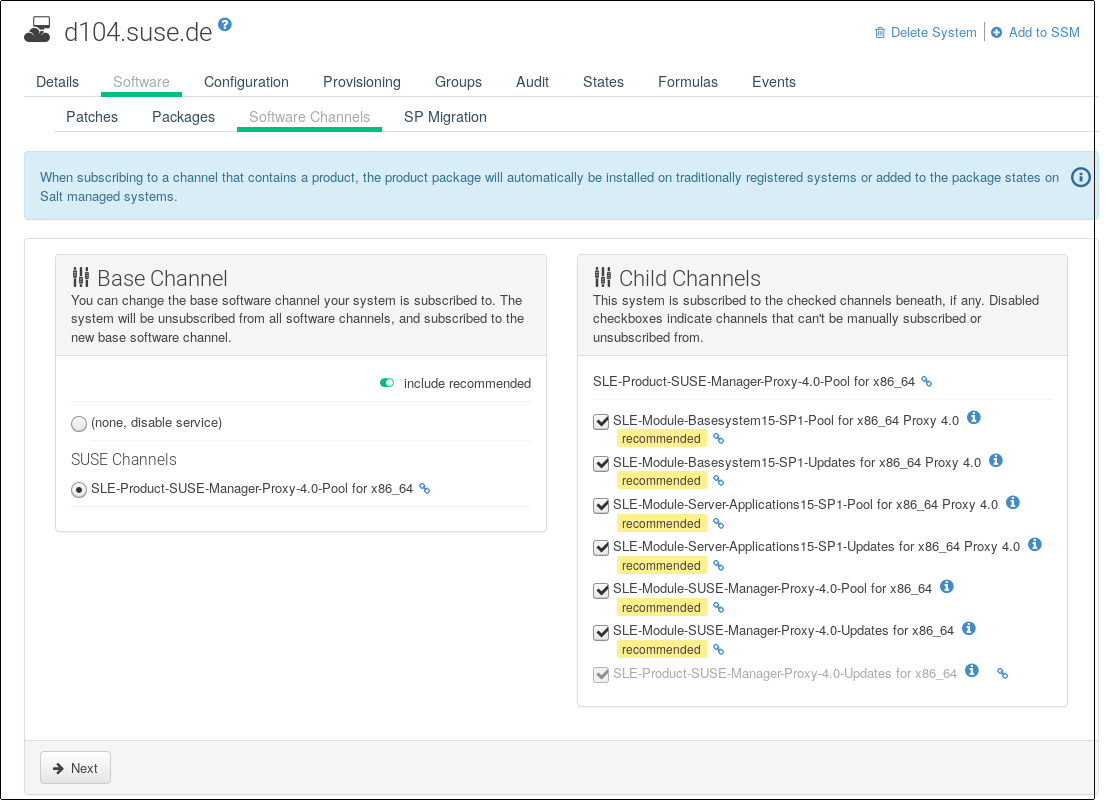 d104.suse.de ?
Delete System
Add to SSM
Details Software Configuration Provisioning Groups Audit States Formulas Events
Patches Packages Software Channels SP Migration
When subscribing to a channel that contains a product, the product package will automatically be installed on traditionally registered systems or added to the package states on
Salt managed systems.
Base Channel
You can change the base software channel your system is subscribed to. The
system will be unsubscribed from all software channels, and subscribed to the
new base software channel.
include recommended
(none, disable service)
SUSE Channels
SLE-Product-SUSE-Manager-Proxy-4.0-Pool for x86_64
Child Channels
This system is subscribed to the checked channels beneath, if any. Disabled
checkboxes indicate channels that can't be manually subscribed or
unsubscribed from.
SLE-Product-SUSE-Manager-Proxy-4.0-Pool for x86_64
SLE-Module-Basesystem15-SP1-Pool for x86_64 Proxy 4.0
recommended
SLE-Module-Basesystem15-SP1-Updates for x86_64 Proxy 4.0
recommended
SLE-Module-Server-Applications15-SP1-Pool for x86_64 Proxy 4.0
recommended
SLE-Module-Server-Applications15-SP1-Updates for x86_64 Proxy 4.0
recommended
SLE-Module-SUSE-Manager-Proxy-4.0-Pool for x86_64
recommended
SLE-Module-SUSE-Manager-Proxy-4.0-Updates for x86_64
recommended
SLE-Product-SUSE-Manager-Proxy-4.0-Updates for x86_64
Next